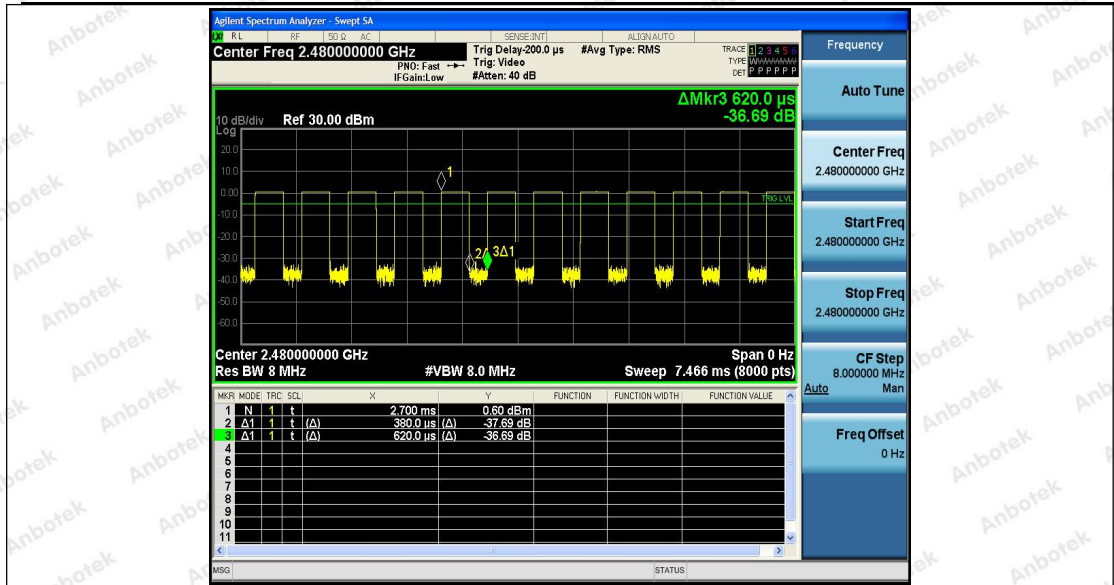 Agilent Spectrum Analyzer - Swept SA
RL RF 50 Ω AC SENSE:INT ALIGNAUTO
Center Freq 2.480000000 GHz
PNO: Fast
IFGain:Low
Trig Delay-200.0 µs
Trig: Video
#Atten: 40 dB
#Avg Type: RMS
TRACE 1 2 3 4 5 6
TYPE
DET P P P P P P
ΔMkr3 620.0 µs
-36.69 dB
10 dB/div Ref 30.00 dBm
Log
20.0
10.0
0.00
-10.0
-20.0
-30.0
-40.0
-50.0
-60.0
1
TRIG LVL
2Δ 3Δ1
Center 2.480000000 GHz Span 0 Hz
Res BW 8 MHz #VBW 8.0 MHz Sweep 7.466 ms (8000 pts)
MKR MODE TRC SCL X Y FUNCTION FUNCTION WIDTH FUNCTION VALUE
1 N 1 t 2.700 ms 0.60 dBm
2 Δ1 1 t (Δ) 380.0 µs (Δ) -37.69 dB
3 Δ1 1 t (Δ) 620.0 µs (Δ) -36.69 dB
4
5
6
7
8
9
10
11
MSG STATUS
Frequency
Auto Tune
Center Freq
2.480000000 GHz
Start Freq
2.480000000 GHz
Stop Freq
2.480000000 GHz
CF Step
8.000000 MHz
Auto Man
Freq Offset
0 Hz
Anbotek